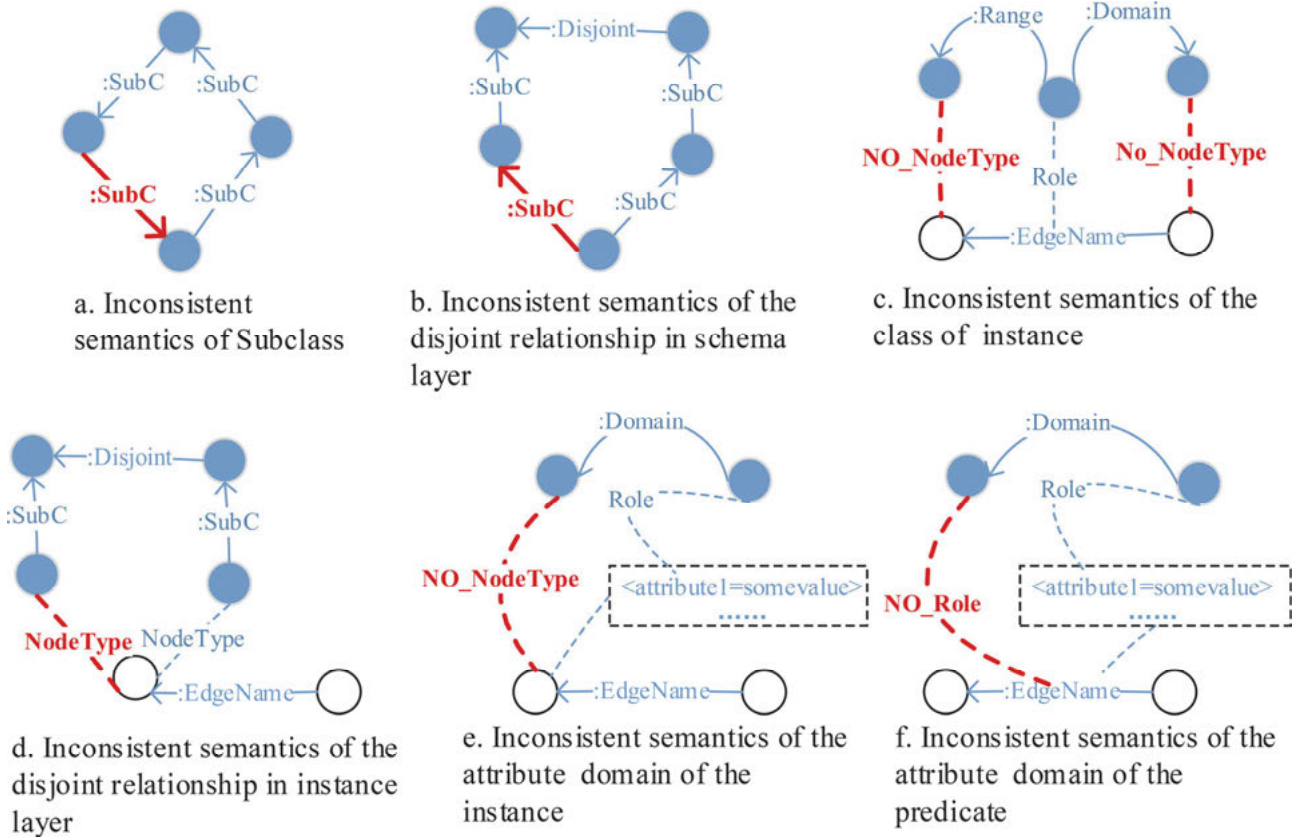 :SubC
:SubC
:SubC
:SubC
a. Inconsistent
semantics of Subclass
:Disjoint
:SubC
:SubC
:SubC
:SubC
b. Inconsistent semantics of the
disjoint relationship in schema
layer
:Range
:Domain
NO_NodeType
No_NodeType
Role
:EdgeName
c. Inconsistent semantics of the
class of instance
:Disjoint
:SubC
:SubC
NodeType
NodeType
:EdgeName
d. Inconsistent semantics of the
disjoint relationship in instance
layer
:Domain
Role
NO_NodeType
<attribute1=somevalue>
......
:EdgeName
e. Inconsistent semantics of the
attribute domain of the
instance
:Domain
Role
<attribute1=somevalue>
NO_Role
......
:EdgeName
f. Inconsistent semantics of the
attribute domain of the
predicate